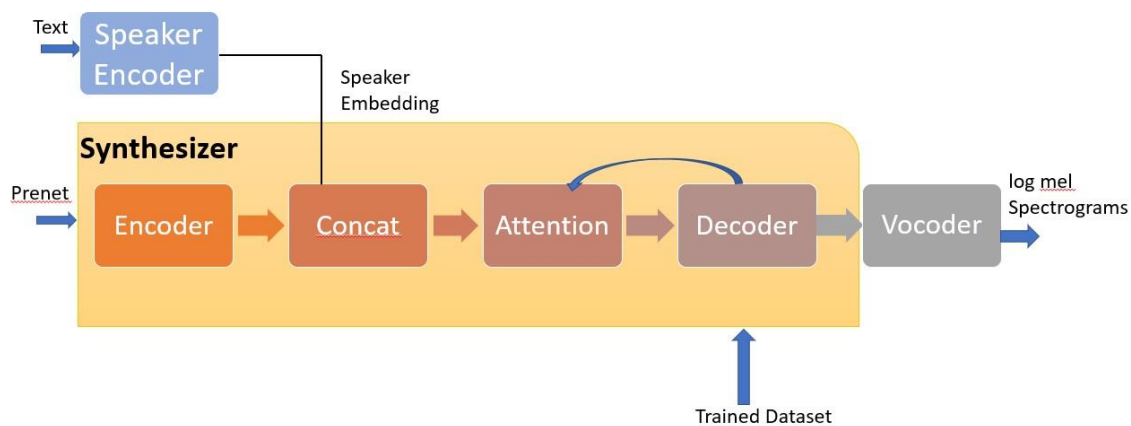 Text
Speaker
Encoder
Speaker
Embedding
Synthesizer
Prenet
Encoder
Concat
Attention
Decoder
Vocoder
log mel
Spectrograms
Trained Dataset